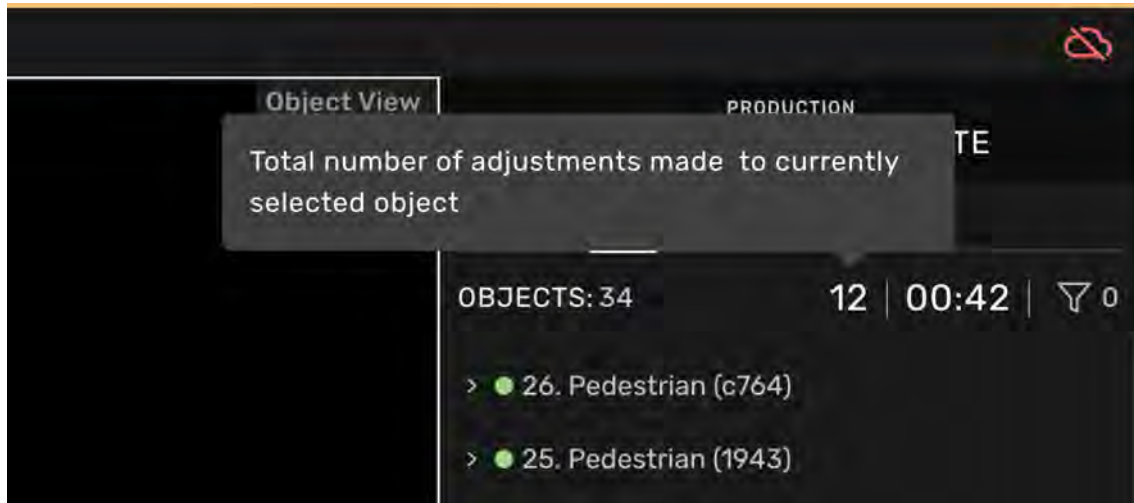 Object View
PRODUCTION
TE
Total number of adjustments made to currently
selected object
OBJECTS: 34
12 | 00:42 | 0
> 26. Pedestrian (c764)
> 25. Pedestrian (1943)